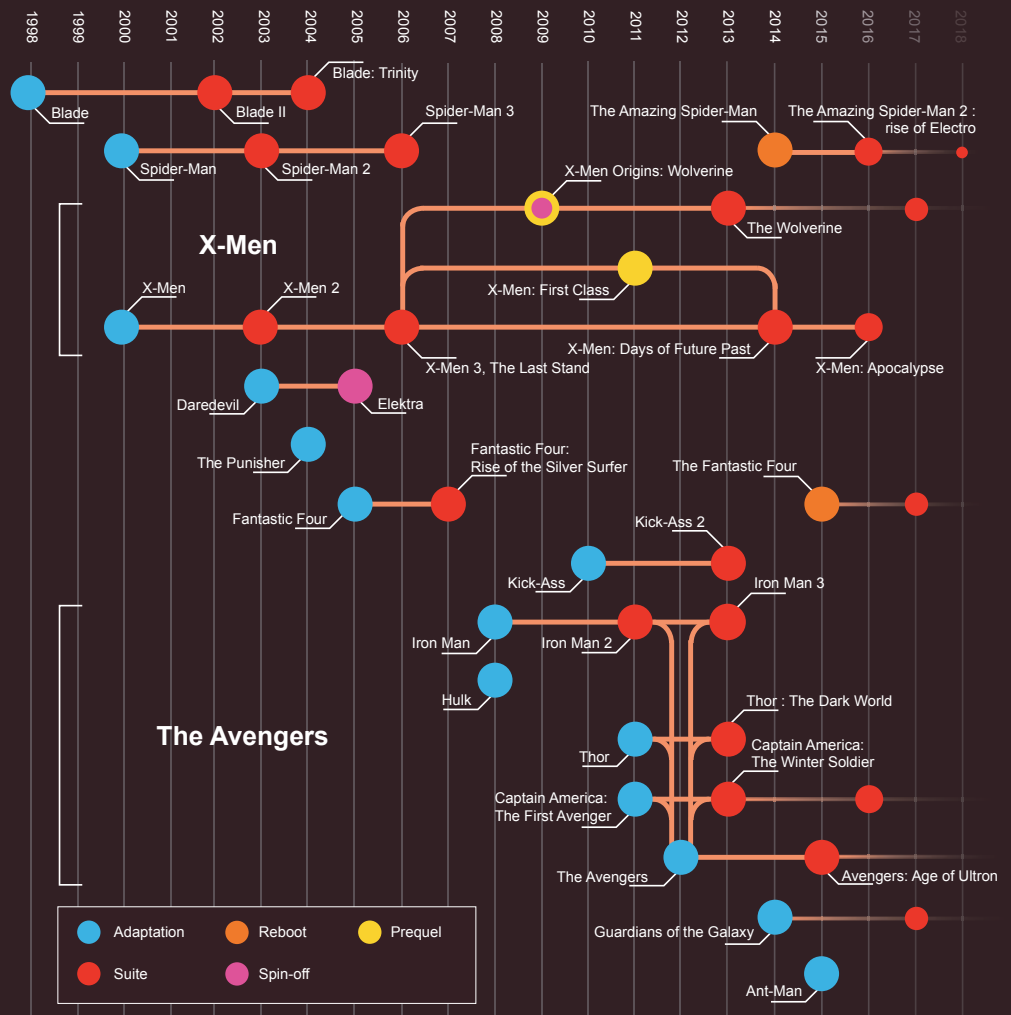 1998
1999
2000
2001
2002
2003
2004
2005
2006
2007
2008
2009
2010
2011
2012
2013
2014
2015
2016
2017
2018
Blade: Trinity
Blade
Blade II
Spider-Man 3
The Amazing Spider-Man
The Amazing Spider-Man 2 :
rise of Electro
Spider-Man
Spider-Man 2
X-Men Origins: Wolverine
The Wolverine
X-Men
X-Men
X-Men 2
X-Men: First Class
X-Men: Days of Future Past
X-Men 3, The Last Stand
X-Men: Apocalypse
Daredevil
Elektra
The Punisher
Fantastic Four:
Rise of the Silver Surfer
The Fantastic Four
Fantastic Four
Kick-Ass 2
Kick-Ass
Iron Man 3
Iron Man
Iron Man 2
Hulk
Thor : The Dark World
The Avengers
Thor
Captain America:
The Winter Soldier
Captain America:
The First Avenger
The Avengers
Avengers: Age of Ultron
Guardians of the Galaxy
Ant-Man
Adaptation
Reboot
Prequel
Suite
Spin-off